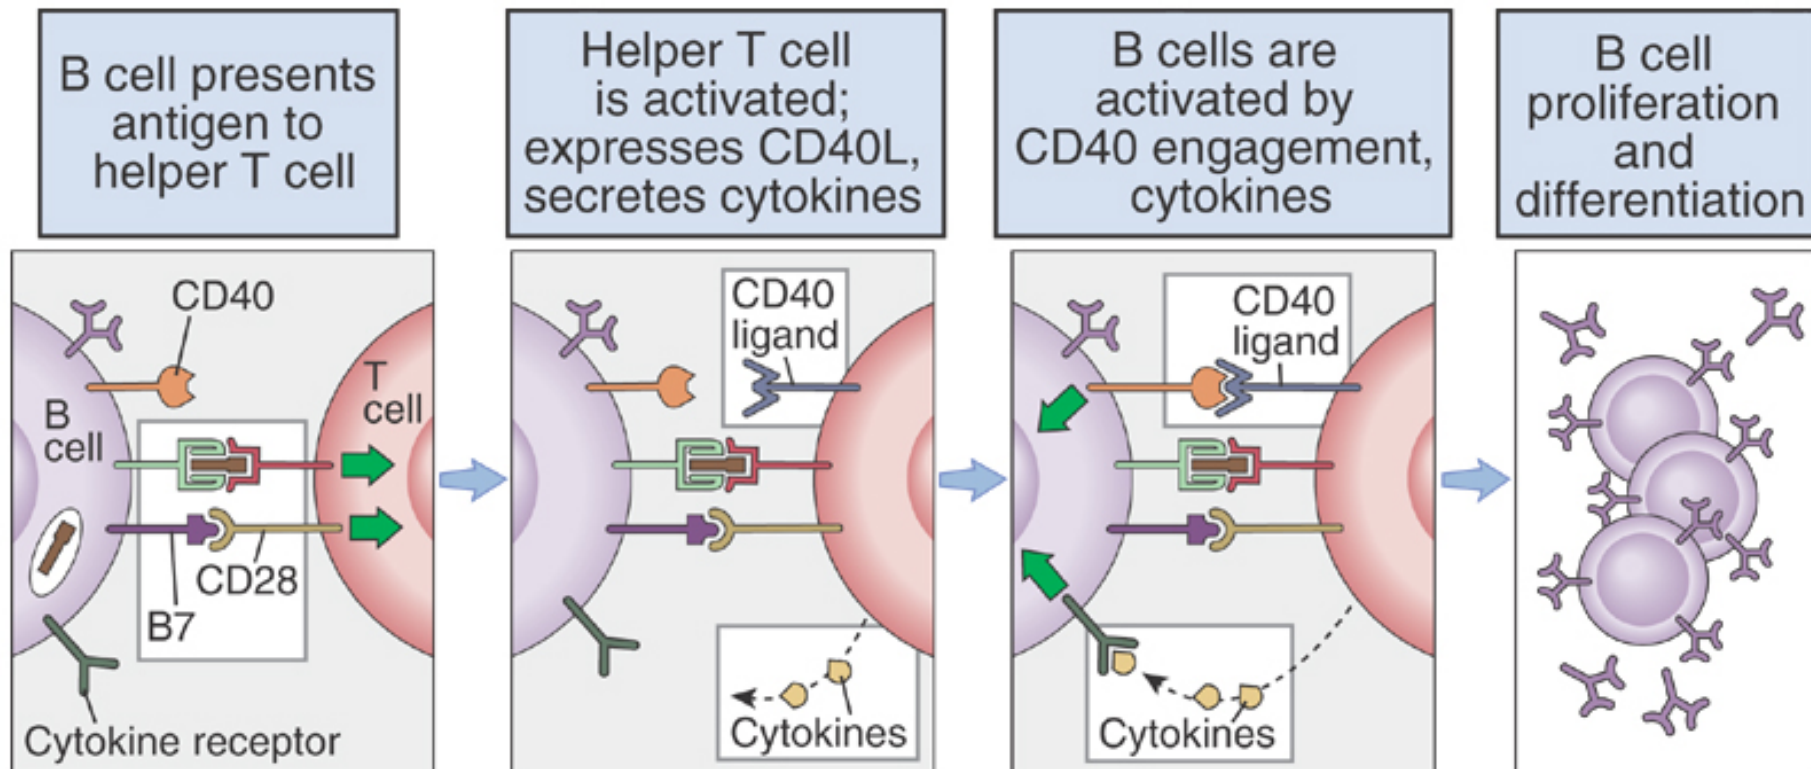 B cell presents
antigen to
helper T cell
Helper T cell
is activated;
expresses CD40L,
secretes cytokines
B cells are
activated by
CD40 engagement,
cytokines
B cell
proliferation
and
differentiation
CD40
T
cell
B
cell
CD28
B7
Cytokine receptor
CD40
ligand
Cytokines
CD40
ligand
Cytokines